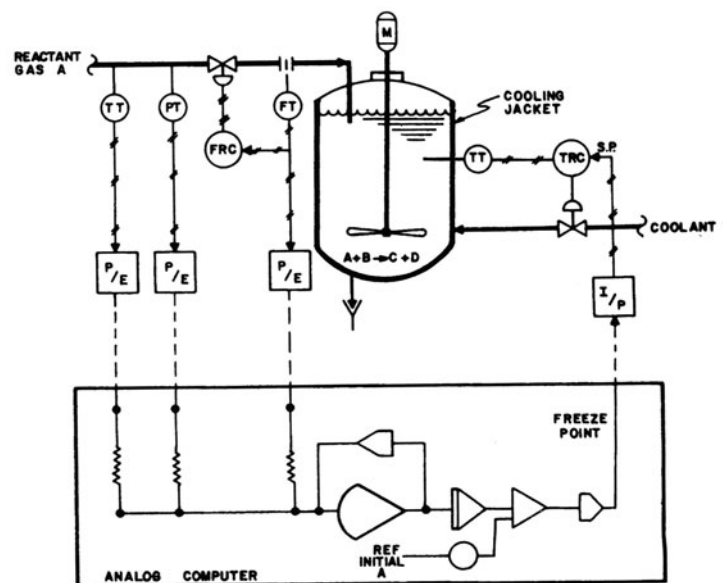 M
REACTANT
GAS A
COOLING
JACKET
TT
PT
FT
FRC
TT
TRC
S.P.
COOLANT
A+B→C+D
P/E
P/E
P/E
I/P
FREEZE
POINT
REF
INITIAL
A
ANALOG COMPUTER